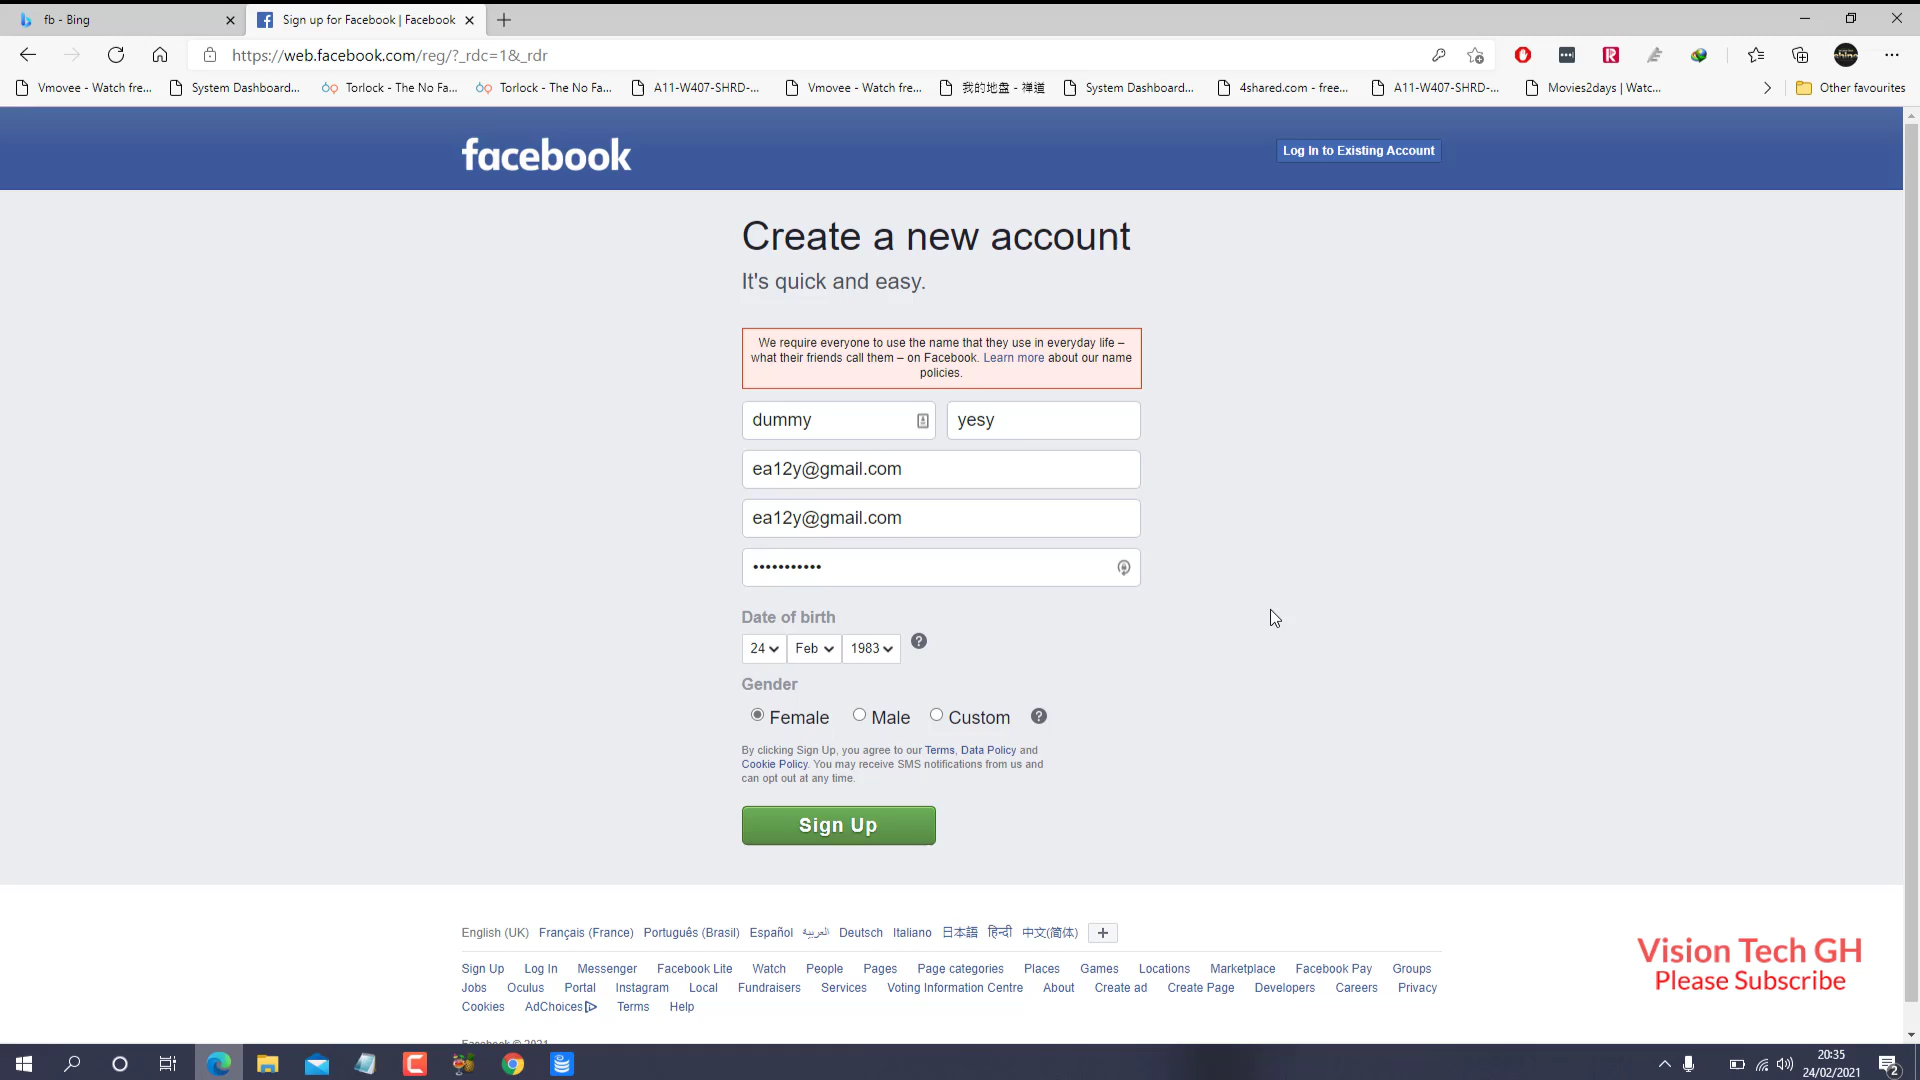 fb - Bing
Sign up for Facebook | Facebook
https://web.facebook.com/reg/?_rdc=1&_rdr
Vmovee - Watch fre...
System Dashboard...
Torlock - The No Fa...
Torlock - The No Fa...
A11-W407-SHRD-...
Vmovee - Watch fre...
我的地盘 - 禅道
System Dashboard...
4shared.com - free...
A11-W407-SHRD-...
Movies2days | Watc...
Other favourites
facebook
Log In to Existing Account
Create a new account
It's quick and easy.
We require everyone to use the name that they use in everyday life –
what their friends call them – on Facebook. Learn more about our name
policies.
dummy
yesy
ea12y@gmail.com
ea12y@gmail.com
•••••••••••
Date of birth
24 Feb 1983
Gender
Female Male Custom
By clicking Sign Up, you agree to our Terms, Data Policy and
Cookie Policy. You may receive SMS notifications from us and
can opt out at any time.
Sign Up
English (UK) Français (France) Português (Brasil) Español العربية Deutsch Italiano 日本語 हिन्दी 中文(简体) +
Vision Tech GH
Please Subscribe
Sign Up Log In Messenger Facebook Lite Watch People Pages Page categories Places Games Locations Marketplace Facebook Pay Groups
Jobs Oculus Portal Instagram Local Fundraisers Services Voting Information Centre About Create ad Create Page Developers Careers Privacy
Cookies AdChoices Terms Help
Facebook © 2021
20:35
24/02/2021
2